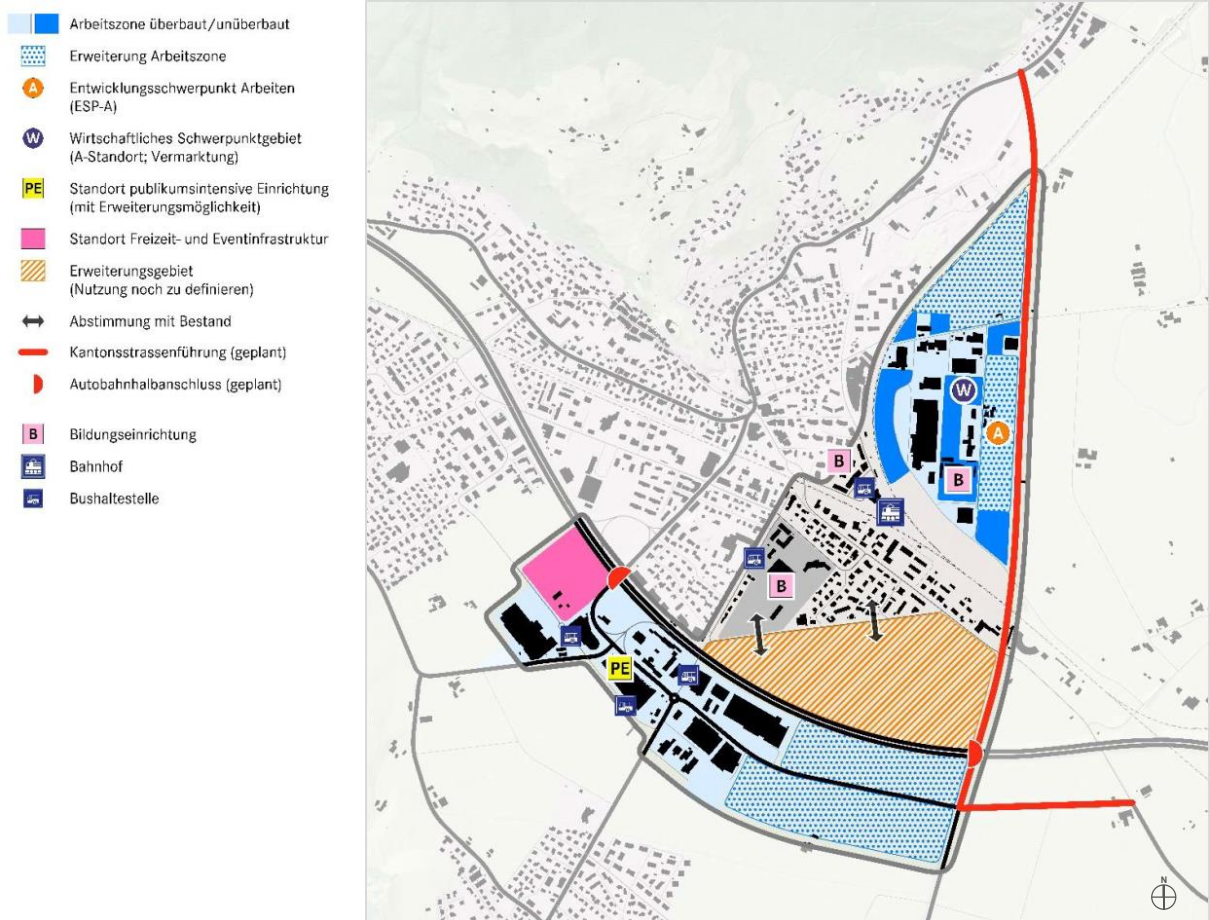 Arbeitszone überbaut/unüberbaut
Erweiterung Arbeitszone
A Entwicklungsschwerpunkt Arbeiten
(ESP-A)
W Wirtschaftliches Schwerpunktgebiet
(A-Standort; Vermarktung)
PE Standort publikumsintensive Einrichtung
(mit Erweiterungsmöglichkeit)
Standort Freizeit- und Eventinfrastruktur
Erweiterungsgebiet
(Nutzung noch zu definieren)
Abstimmung mit Bestand
Kantonsstrassenführung (geplant)
Autobahnhalbanschluss (geplant)
B Bildungseinrichtung
Bahnhof
Bushaltestelle
W
A
B
B
B
PE
N